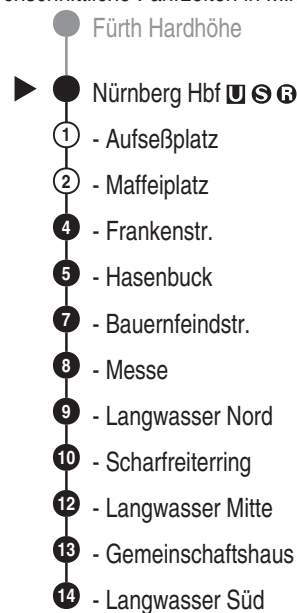 Fürth Hardhöhe
Nürnberg Hbf U S R
1 - Aufseßplatz
2 - Maffeiplatz
4 - Frankenstr.
5 - Hasenbuck
7 - Bauernfeindstr.
8 - Messe
9 - Langwasser Nord
10 - Scharfreiterring
12 - Langwasser Mitte
13 - Gemeinschaftshaus
14 - Langwasser Süd